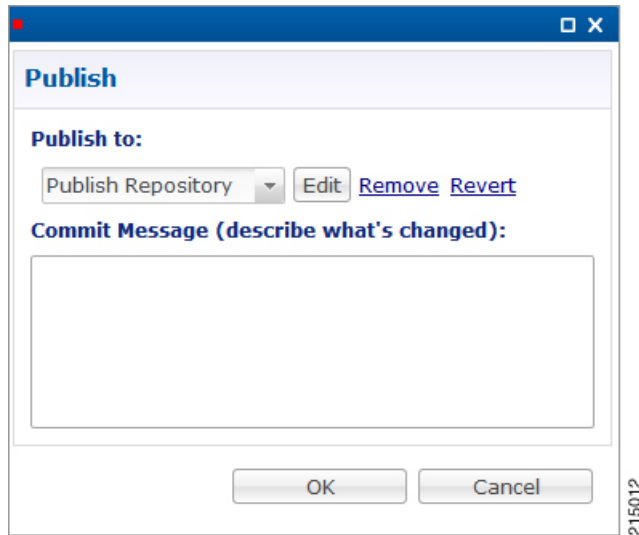 Publish
Publish to:
Publish Repository Edit Remove Revert
Commit Message (describe what's changed):
OK Cancel
215012